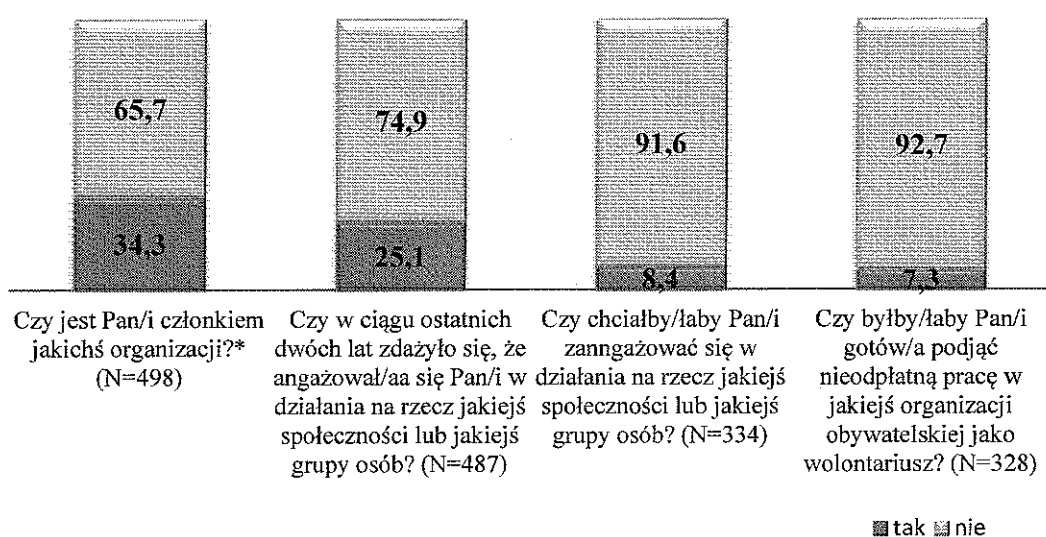 65,7
74,9
91,6
92,7
34,3
25,1
8,4
7,3
Czy jest Pan/i członkiem
jakichś organizacji?*
(N=498)
Czy w ciągu ostatnich
dwóch lat zdażyło się, że
angażował/aa się Pan/i w
działania na rzecz jakiejś
społeczności lub jakiejś
grupy osób? (N=487)
Czy chciałby/łaby Pan/i
zanngażować się w
działania na rzecz jakiejś
społeczności lub jakiejś
grupy osób? (N=334)
Czy byłby/łaby Pan/i
gotów/a podjąć
nieodpłatną pracę w
jakiejś organizacji
obywatelskiej jako
wolontariusz? (N=328)
tak nie